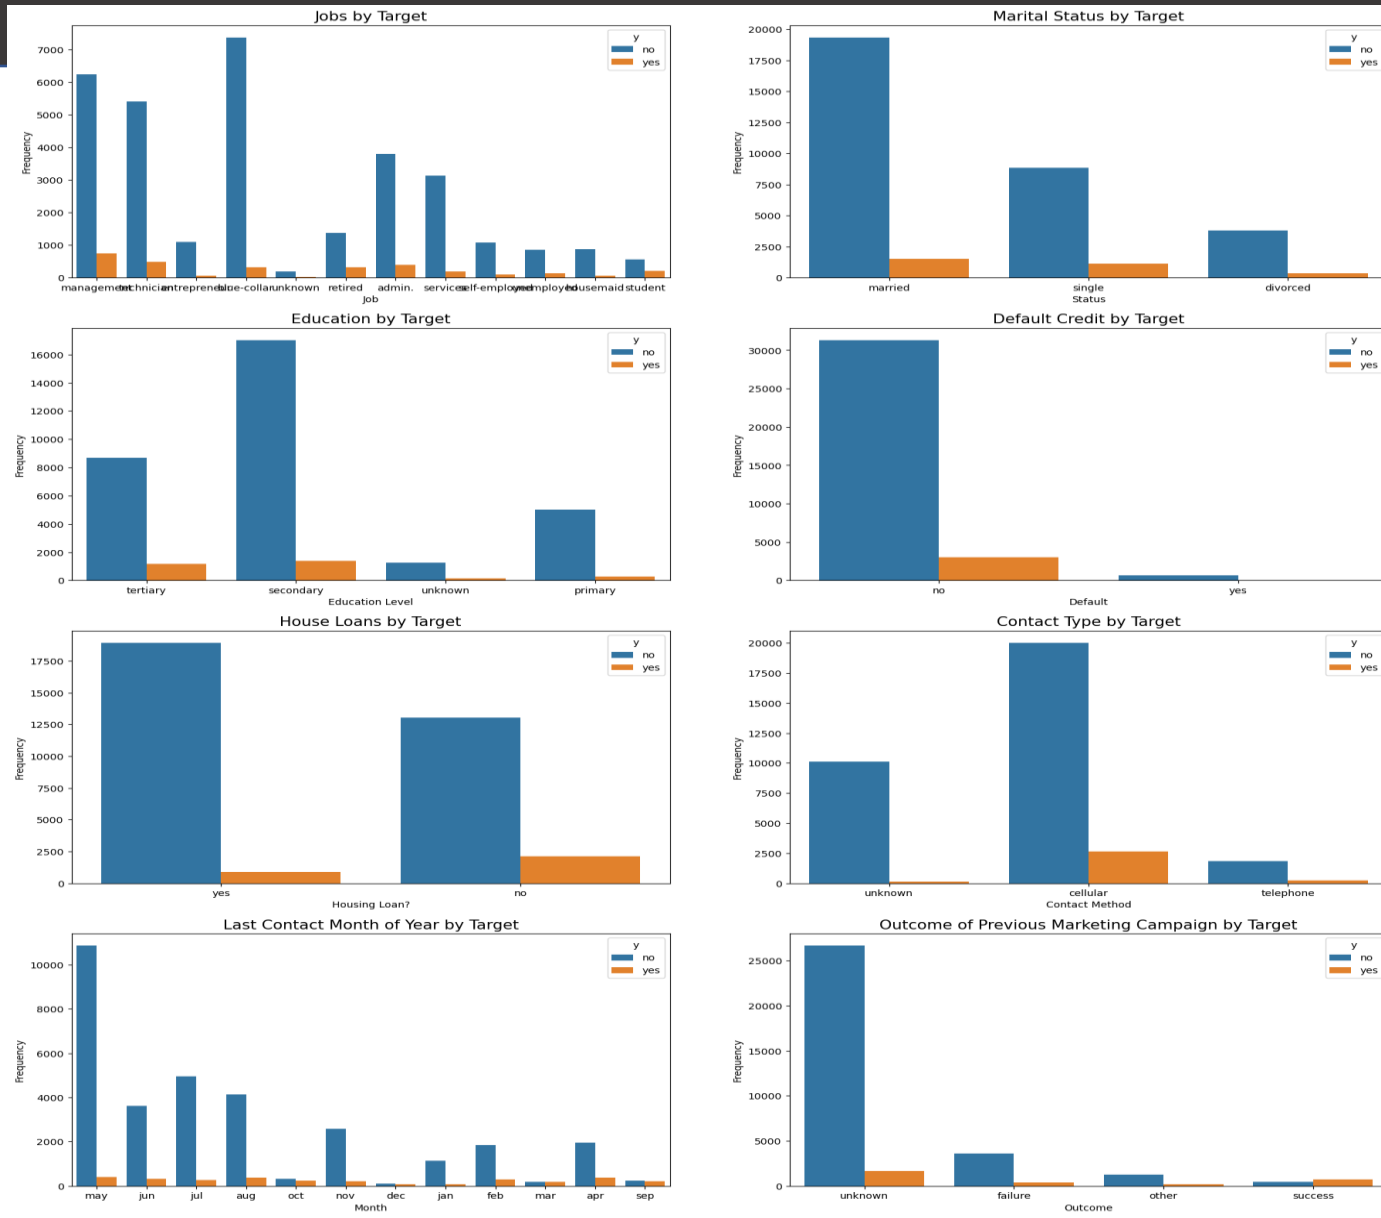 Jobs by Target
y
no
yes
7000
6000
5000
4000
3000
2000
1000
0
Frequency
management technician entrepreneur blue-collar unknown retired admin. services self-employed unemployed housemaid student
Job
Marital Status by Target
y
no
yes
20000
17500
15000
12500
10000
7500
5000
2500
0
Frequency
married single divorced
Status
Education by Target
y
no
yes
16000
14000
12000
10000
8000
6000
4000
2000
0
Frequency
tertiary secondary unknown primary
Education Level
Default Credit by Target
y
no
yes
30000
25000
20000
15000
10000
5000
0
Frequency
no yes
Default
House Loans by Target
y
no
yes
17500
15000
12500
10000
7500
5000
2500
0
Frequency
yes no
Housing Loan?
Contact Type by Target
y
no
yes
20000
17500
15000
12500
10000
7500
5000
2500
0
Frequency
unknown cellular telephone
Contact Method
Last Contact Month of Year by Target
y
no
yes
10000
8000
6000
4000
2000
0
Frequency
may jun jul aug oct nov dec jan feb mar apr sep
Month
Outcome of Previous Marketing Campaign by Target
y
no
yes
25000
20000
15000
10000
5000
0
Frequency
unknown failure other success
Outcome